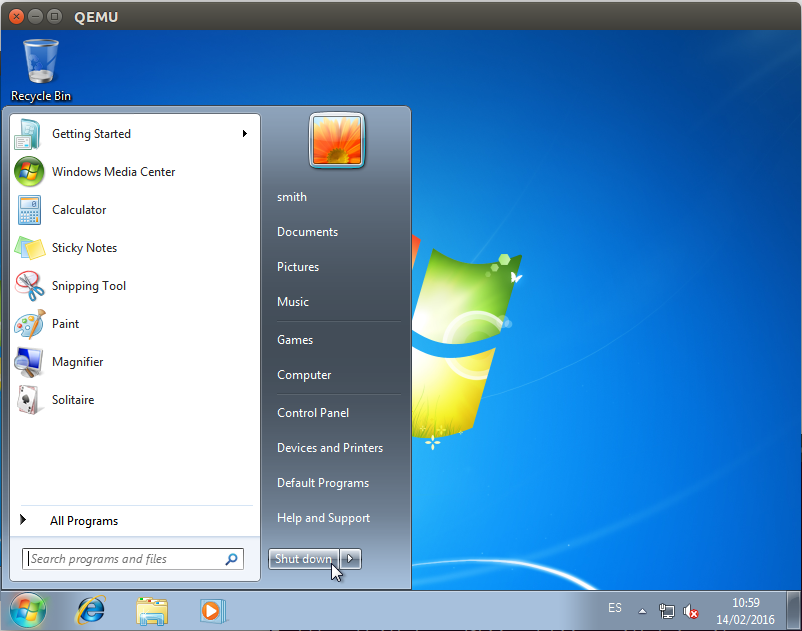 QEMU
Recycle Bin
Getting Started
Windows Media Center
Calculator
Sticky Notes
Snipping Tool
Paint
Magnifier
Solitaire
All Programs
Search programs and files
smith
Documents
Pictures
Music
Games
Computer
Control Panel
Devices and Printers
Default Programs
Help and Support
Shut down
ES
10:59
14/02/2016